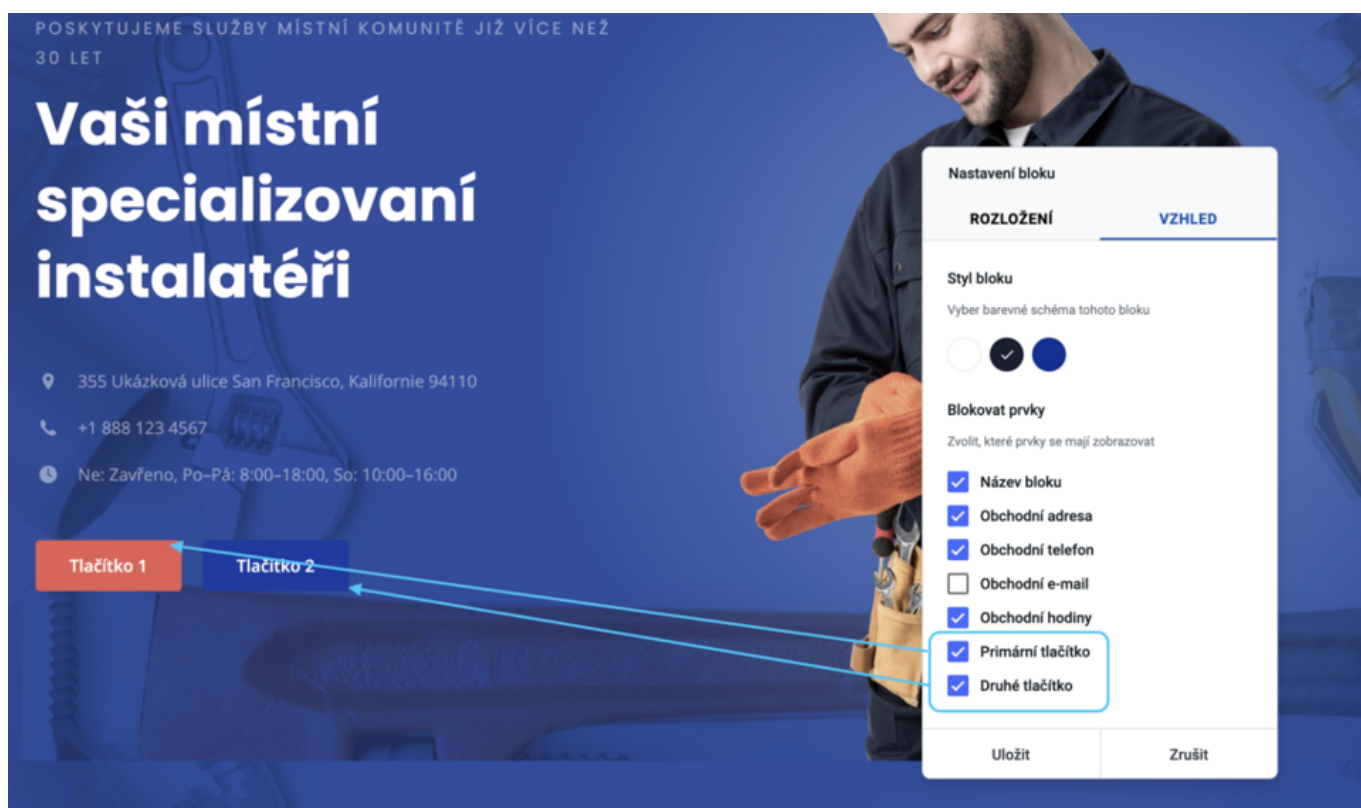 POSKYTUJEME SLUŽBY MÍSTNÍ KOMUNITĚ JIŽ VÍCE NEŽ
30 LET
Vaši místní
specializovaní
instalatéři
355 Ukázková ulice San Francisco, Kalifornie 94110
+1 888 123 4567
Ne: Zavřeno, Po–Pá: 8:00–18:00, So: 10:00–16:00
Tlačítko 1
Tlačítko 2
Nastavení bloku
ROZLOŽENÍ
VZHLED
Styl bloku
Vyber barevné schéma tohoto bloku
Blokovat prvky
Zvolit, které prvky se mají zobrazovat
Název bloku
Obchodní adresa
Obchodní telefon
Obchodní e-mail
Obchodní hodiny
Primární tlačítko
Druhé tlačítko
Uložit
Zrušit